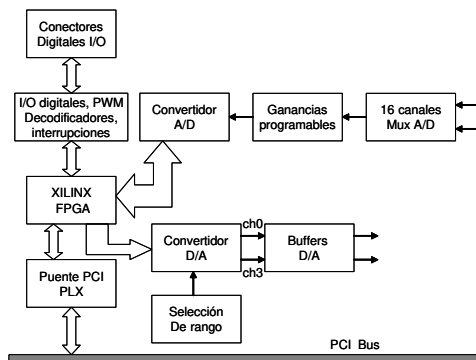 Conectores
Digitales I/O
I/O digitales, PWM
Decodificadores,
interrupciones
Convertidor
A/D
Ganancias
programables
16 canales
Mux A/D
XILINX
FPGA
ch0
Convertidor
D/A
Buffers
D/A
ch3
Puente PCI
PLX
Selección
De rango
PCI Bus